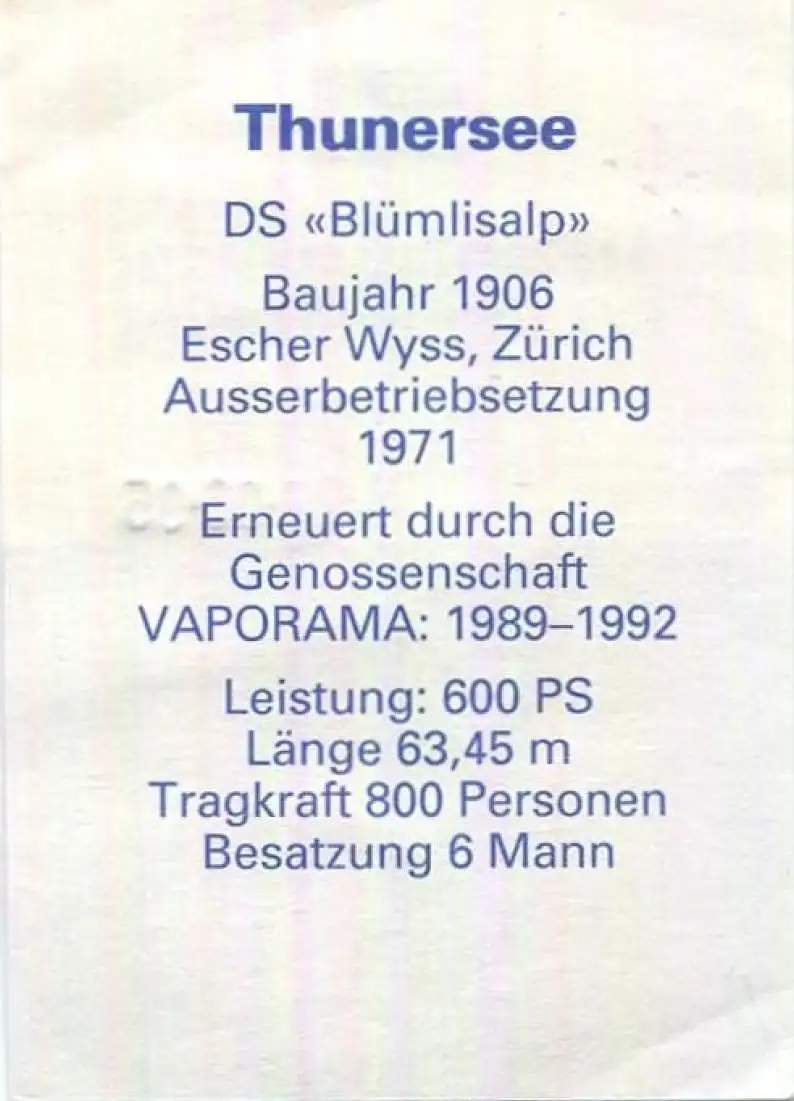 Thunersee
DS «Blümlisalp»
Baujahr 1906
Escher Wyss, Zürich
Ausserbetriebsetzung
1971
Erneuert durch die
Genossenschaft
VAPORAMA: 1989–1992
Leistung: 600 PS
Länge 63,45 m
Tragkraft 800 Personen
Besatzung 6 Mann